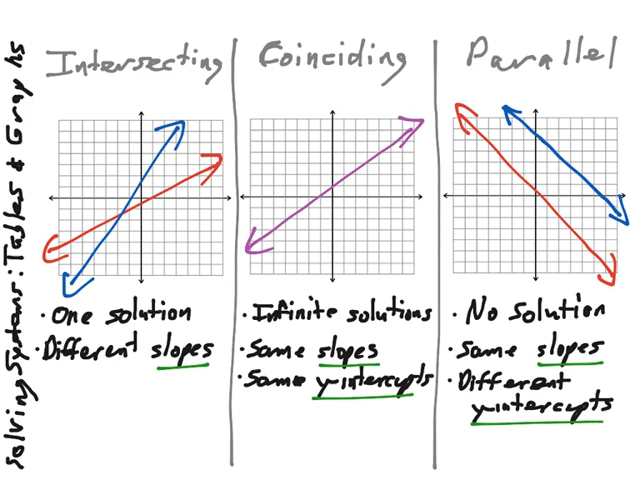 Solving Systems: Tables & Graphs
Intersecting
• One solution
• Different slopes
Coinciding
• Infinite solutions
• Same slopes
• Same y-intercepts
Parallel
• No Solution
• Same slopes
• Different
y-intercepts